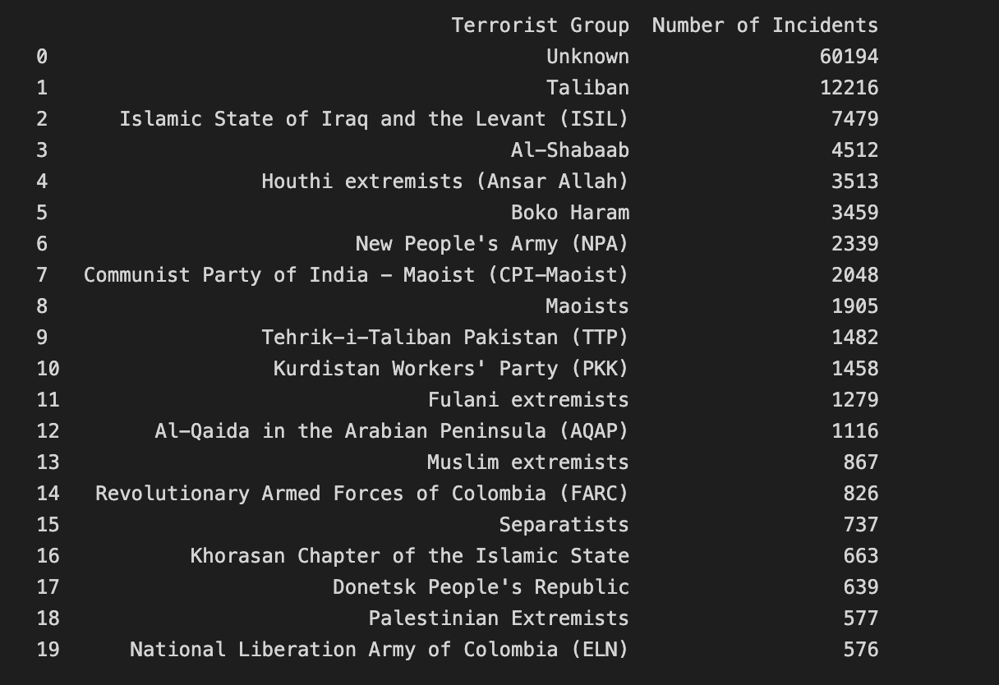 Terrorist Group Number of Incidents
0 Unknown 60194
1 Taliban 12216
2 Islamic State of Iraq and the Levant (ISIL) 7479
3 Al-Shabaab 4512
4 Houthi extremists (Ansar Allah) 3513
5 Boko Haram 3459
6 New People's Army (NPA) 2339
7 Communist Party of India - Maoist (CPI-Maoist) 2048
8 Maoists 1905
9 Tehrik-i-Taliban Pakistan (TTP) 1482
10 Kurdistan Workers' Party (PKK) 1458
11 Fulani extremists 1279
12 Al-Qaida in the Arabian Peninsula (AQAP) 1116
13 Muslim extremists 867
14 Revolutionary Armed Forces of Colombia (FARC) 826
15 Separatists 737
16 Khorasan Chapter of the Islamic State 663
17 Donetsk People's Republic 639
18 Palestinian Extremists 577
19 National Liberation Army of Colombia (ELN) 576